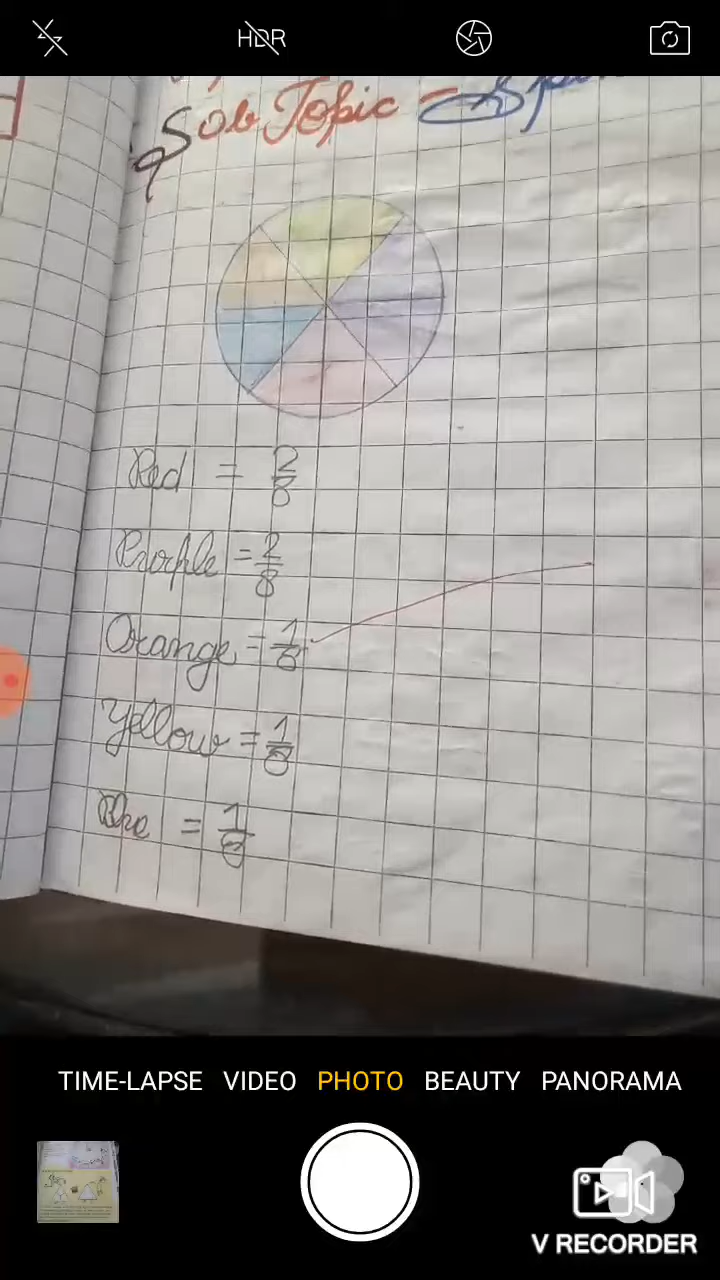 HDR
Sub Topic =
Red = 2/8
Purple = 2/8
Orange = 1/8
Yellow = 1/8
Blue = 1/8
TIME-LAPSE VIDEO PHOTO BEAUTY PANORAMA
V RECORDER